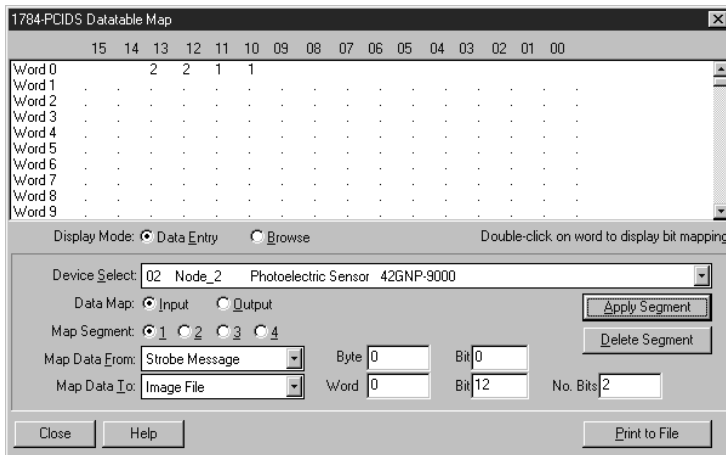 1784-PCIDS Datatable Map
15 14 13 12 11 10 09 08 07 06 05 04 03 02 01 00
Word 0 2 2 1 1
Word 1 . . . . . . . . . . . . . . . .
Word 2 . . . . . . . . . . . . . . . .
Word 3 . . . . . . . . . . . . . . . .
Word 4 . . . . . . . . . . . . . . . .
Word 5 . . . . . . . . . . . . . . . .
Word 6 . . . . . . . . . . . . . . . .
Word 7 . . . . . . . . . . . . . . . .
Word 8 . . . . . . . . . . . . . . . .
Word 9 . . . . . . . . . . . . . . . .
Display Mode: Data Entry Browse Double-click on word to display bit mapping
Device Select: 02 Node_2 Photoelectric Sensor 42GNP-9000
Data Map: Input Output Apply Segment
Map Segment: 1 2 3 4 Delete Segment
Map Data From: Strobe Message Byte 0 Bit 0
Map Data To: Image File Word 0 Bit 12 No. Bits 2
Close Help Print to File